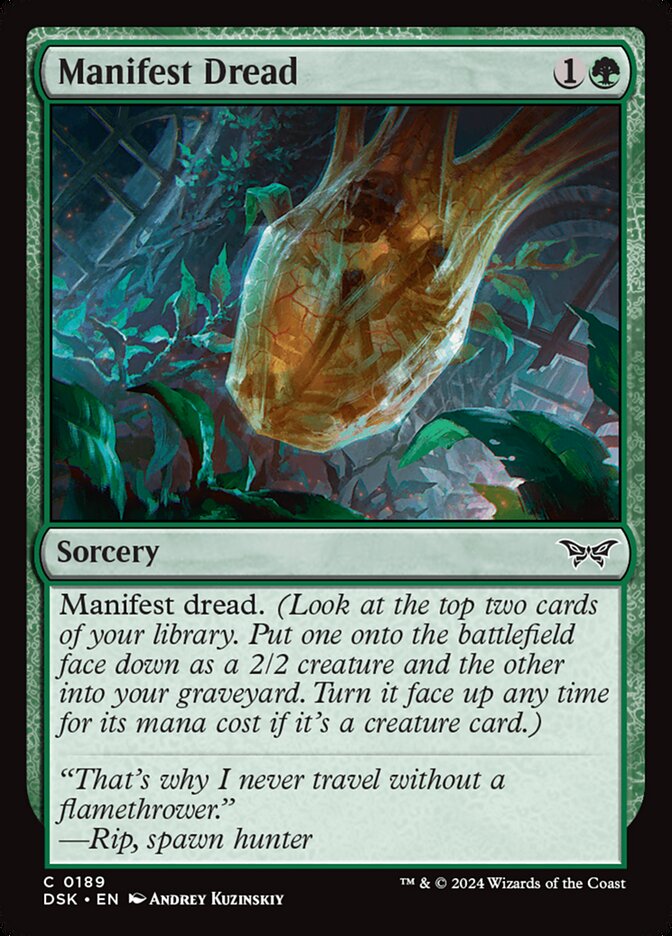 Manifest Dread 1
Sorcery
Manifest dread. (Look at the top two cards
of your library. Put one onto the battlefield
face down as a 2/2 creature and the other
into your graveyard. Turn it face up any time
for its mana cost if it's a creature card.)
“That's why I never travel without a
flamethrower.”
—Rip, spawn hunter
C 0189
DSK • EN Andrey Kuzinskiy
™ & © 2024 Wizards of the Coast